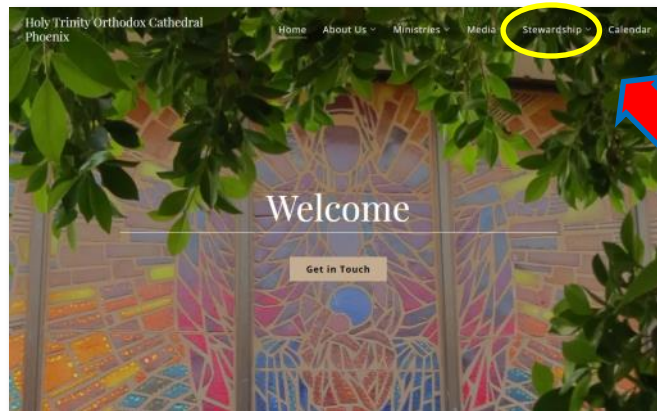 Holy Trinity Orthodox Cathedral
Phoenix
Home About Us Ministries Media Stewardship Calendar
Welcome
Get in Touch